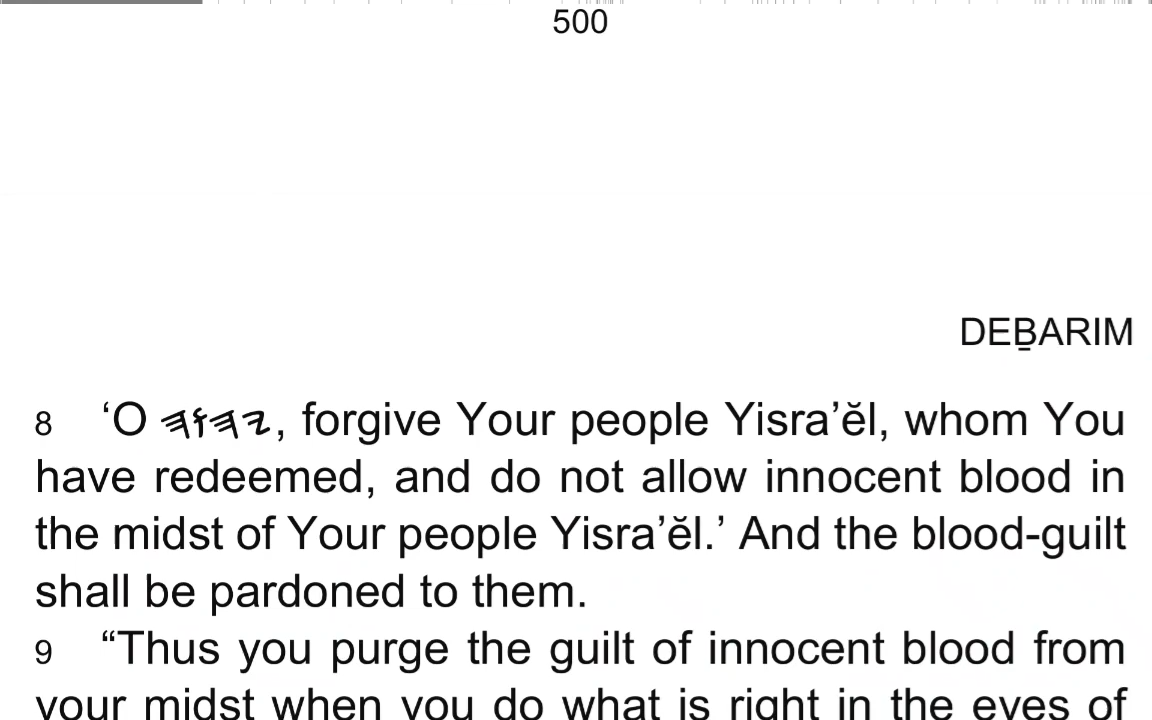 500
DEḆARIM
8 ‘O 𐤉𐤄𐤅𐤄, forgive Your people Yisra’ĕl, whom You
have redeemed, and do not allow innocent blood in
the midst of Your people Yisra’ĕl.’ And the blood-guilt
shall be pardoned to them.
9 “Thus you purge the guilt of innocent blood from
your midst when you do what is right in the eyes of